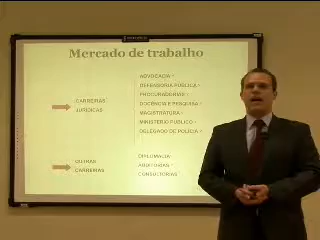 Mercado de trabalho
ADVOCACIA
DEFENSORIA PÚBLICA
PROCURADORIAS
CARREIRAS
JURÍDICAS
DOCÊNCIA E PESQUISA
MAGISTRATURA
MINISTÉRIO PÚBLICO
DELEGADO DE POLÍCIA
OUTRAS
CARREIRAS
DIPLOMACIA
AUDITORIAS
CONSULTORIAS